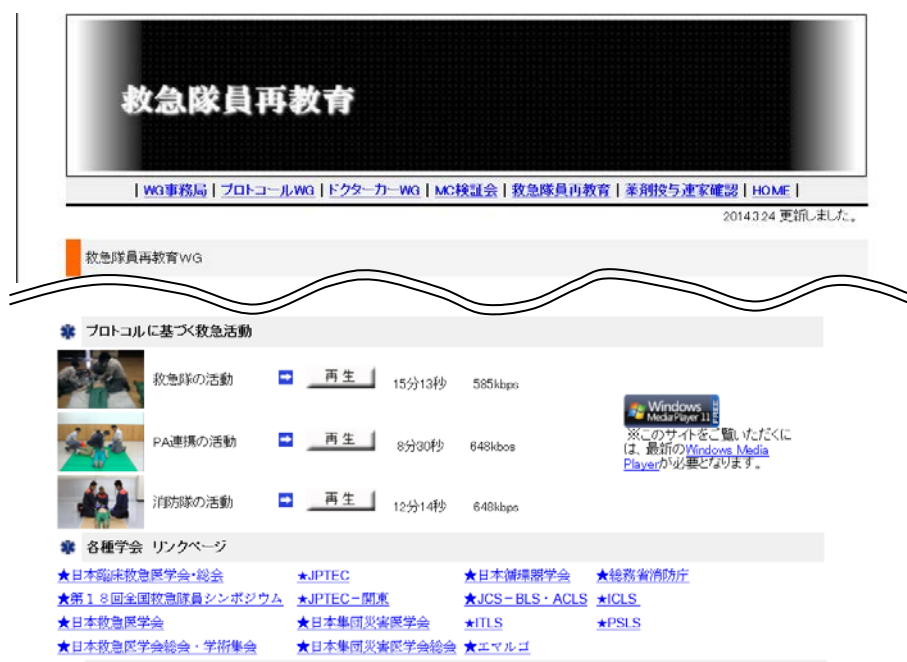 救急隊員再教育
| WG事務局 | プロトコールWG | ドクターカーWG | MC検証会 | 救急隊員再教育 | 薬剤投与連家確認 | HOME |
2014.3.24 更新しました。
救急隊員再教育WG
プロトコルに基づく救急活動
救急隊の活動 再生 15分13秒 585kbps
Windows Media Player 11 FREE
PA連携の活動 再生 8分30秒 648kbps
※このサイトをご覧いただくに
は、最新のWindows Media
Playerが必要となります。
消防隊の活動 再生 12分14秒 648kbps
各種学会 リンクページ
★日本臨床救急医学会・総会 ★JPTEC ★日本循環器学会 ★総務省消防庁
★第18回全国救急隊員シンポジウム ★JPTEC-関東 ★JCS-BLS・ACLS ★ICLS
★日本救急医学会 ★日本集団災害医学会 ★ITLS ★PSLS
★日本救急医学会総会・学術集会 ★日本集団災害医学会総会 ★エマルゴ